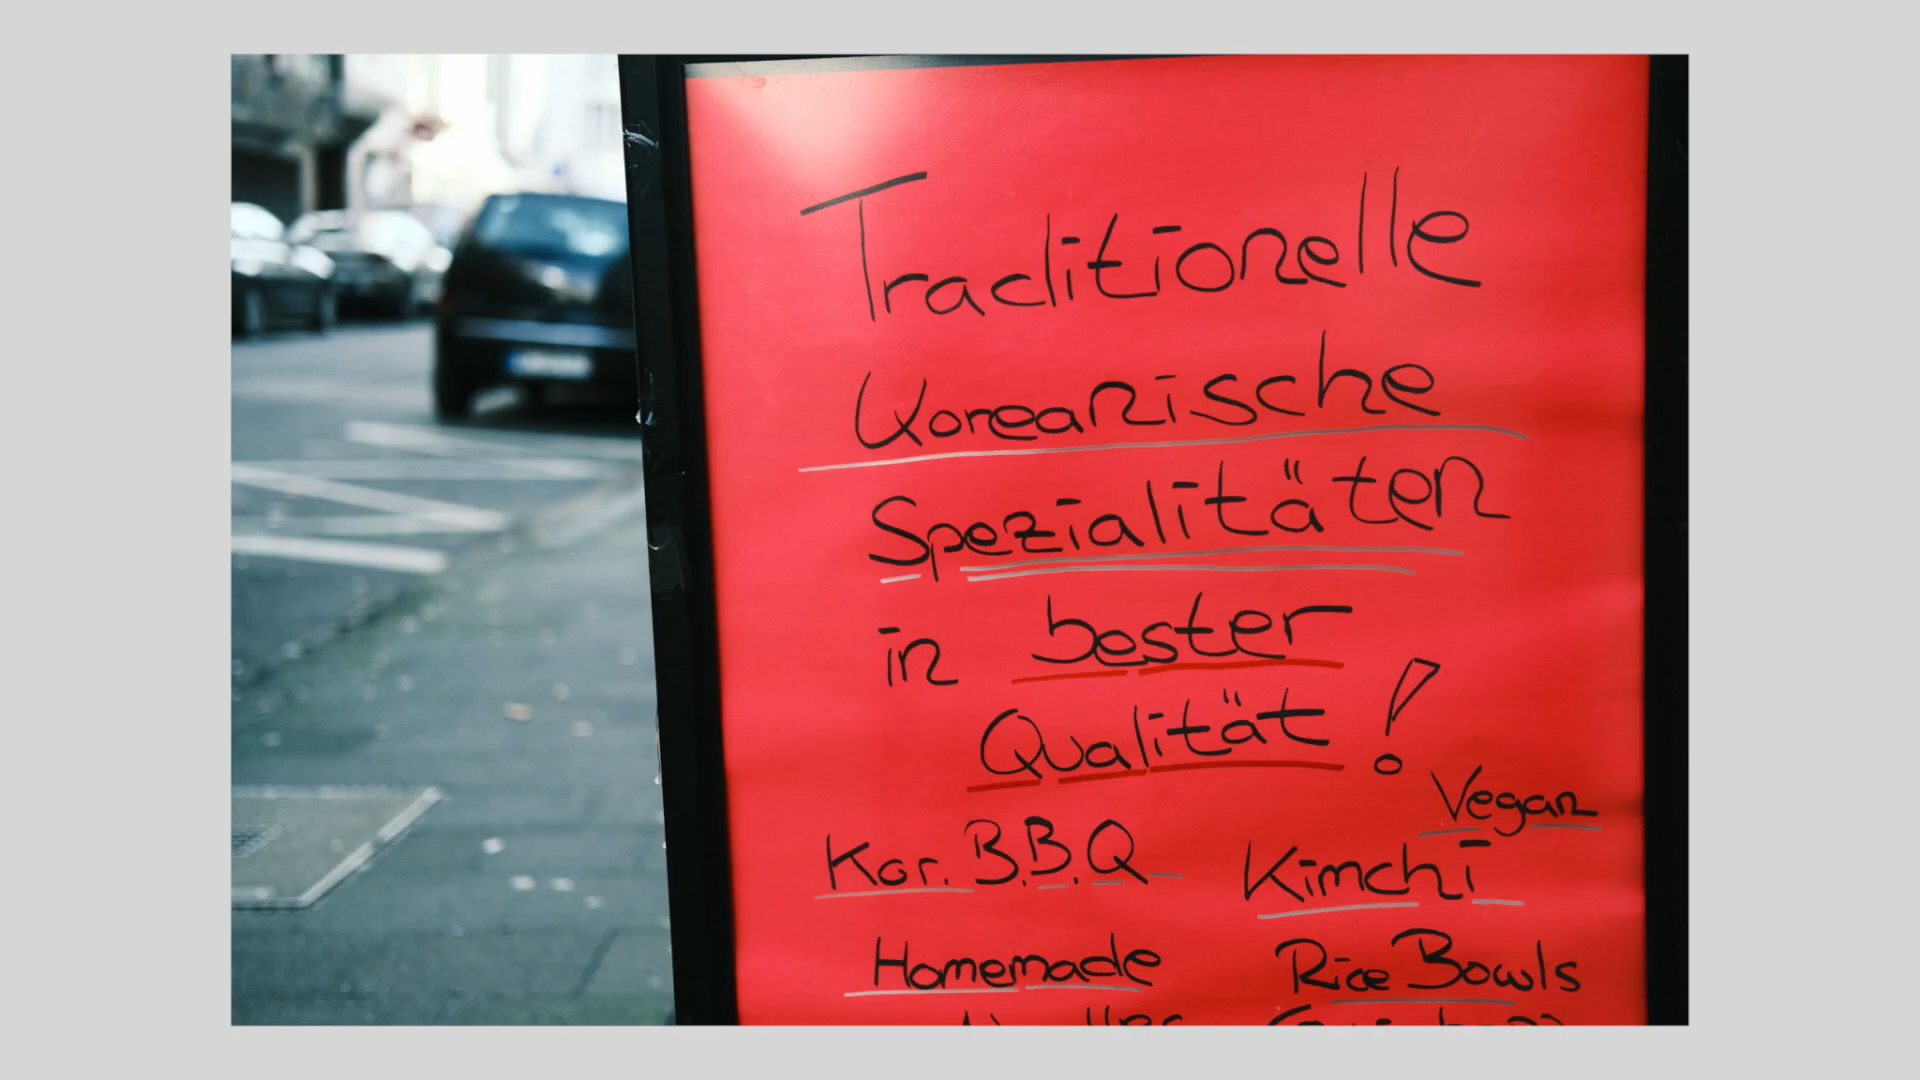 Traditionelle
Koreanische
Spezialitäten
in bester
Qualität!
Vegan
Kor. B.B.Q
Kimchi
Homemade
Rice Bowls